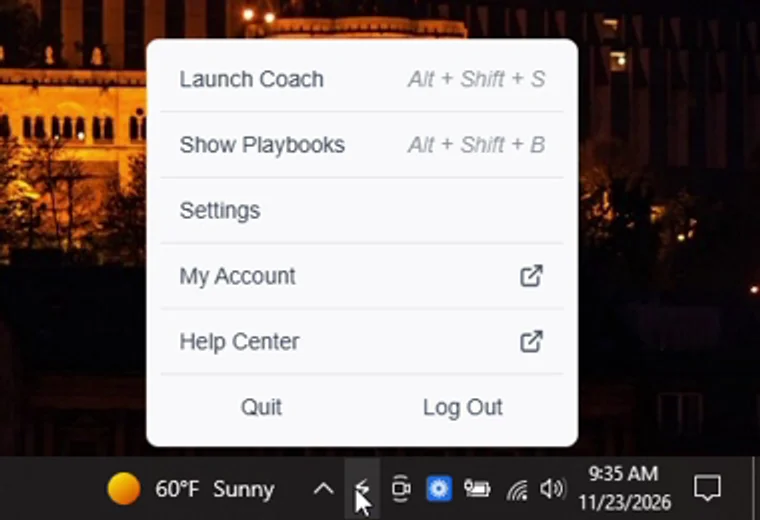 Launch Coach Alt + Shift + S
Show Playbooks Alt + Shift + B
Settings
My Account
Help Center
Quit Log Out
60°F Sunny 9:35 AM
11/23/2026